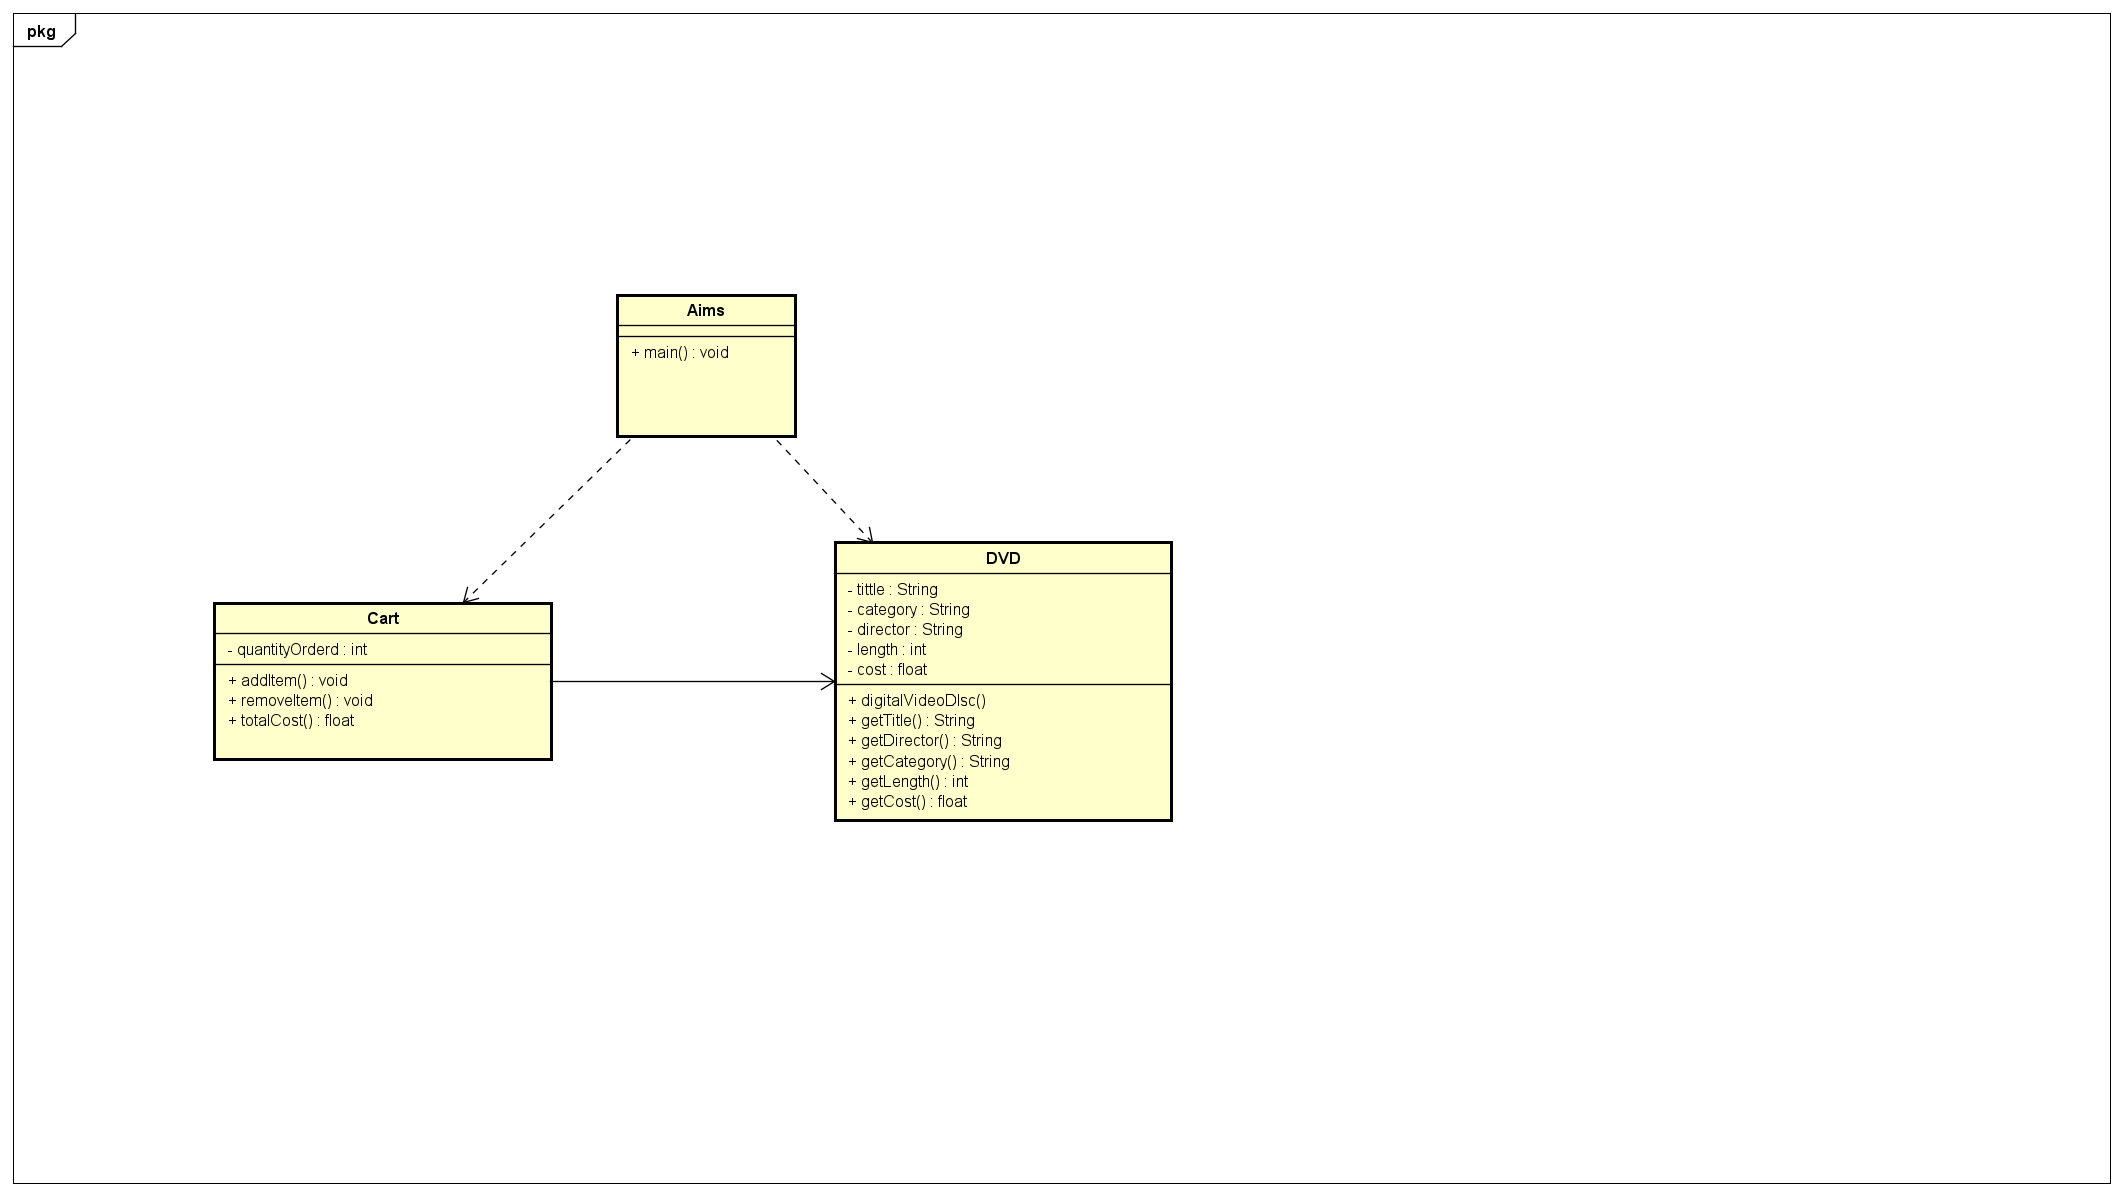 pkg
Aims
+ main() : void
Cart
- quantityOrderd : int
+ addItem() : void
+ removeItem() : void
+ totalCost() : float
DVD
- tittle : String
- category : String
- director : String
- length : int
- cost : float
+ digitalVideoDIsc()
+ getTitle() : String
+ getDirector() : String
+ getCategory() : String
+ getLength() : int
+ getCost() : float